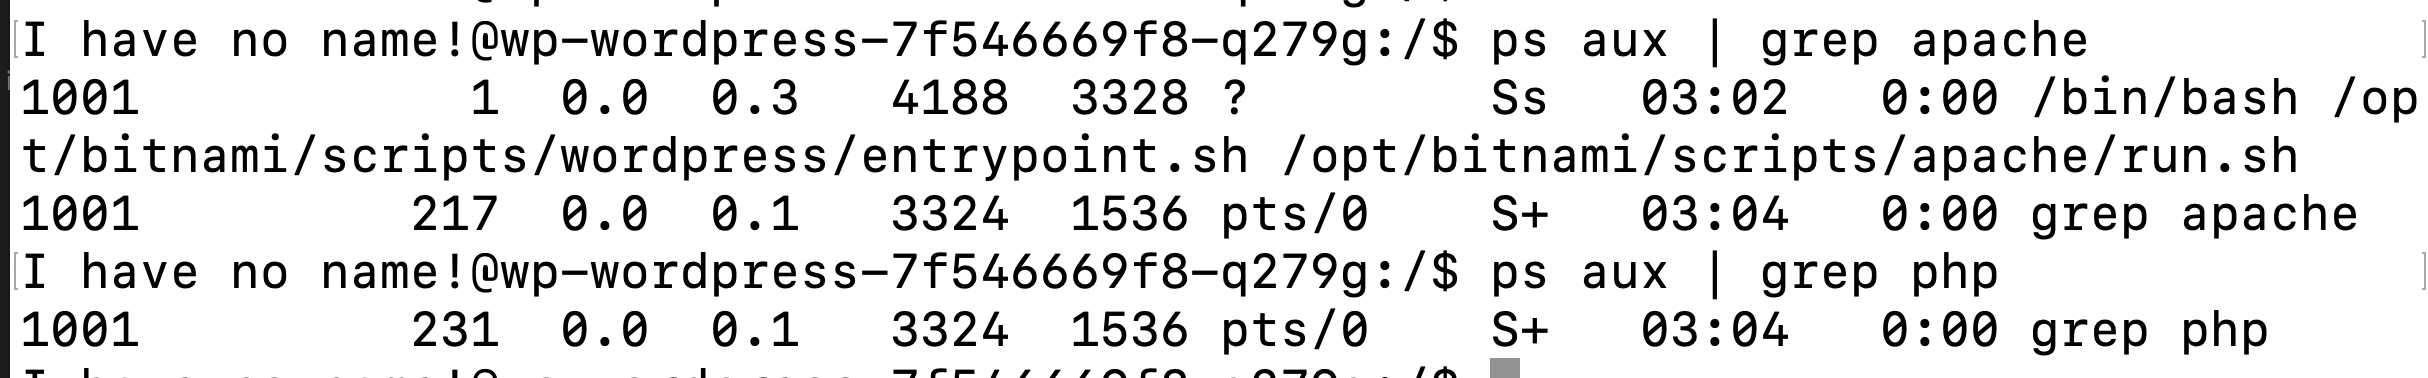 I have no name!@wp-wordpress-7f546669f8-q279g:/$ ps aux | grep apache
1001           1  0.0  0.3   4188  3328 ?        Ss   03:02   0:00 /bin/bash /op
t/bitnami/scripts/wordpress/entrypoint.sh /opt/bitnami/scripts/apache/run.sh
1001         217  0.0  0.1   3324  1536 pts/0    S+   03:04   0:00 grep apache
I have no name!@wp-wordpress-7f546669f8-q279g:/$ ps aux | grep php
1001         231  0.0  0.1   3324  1536 pts/0    S+   03:04   0:00 grep php